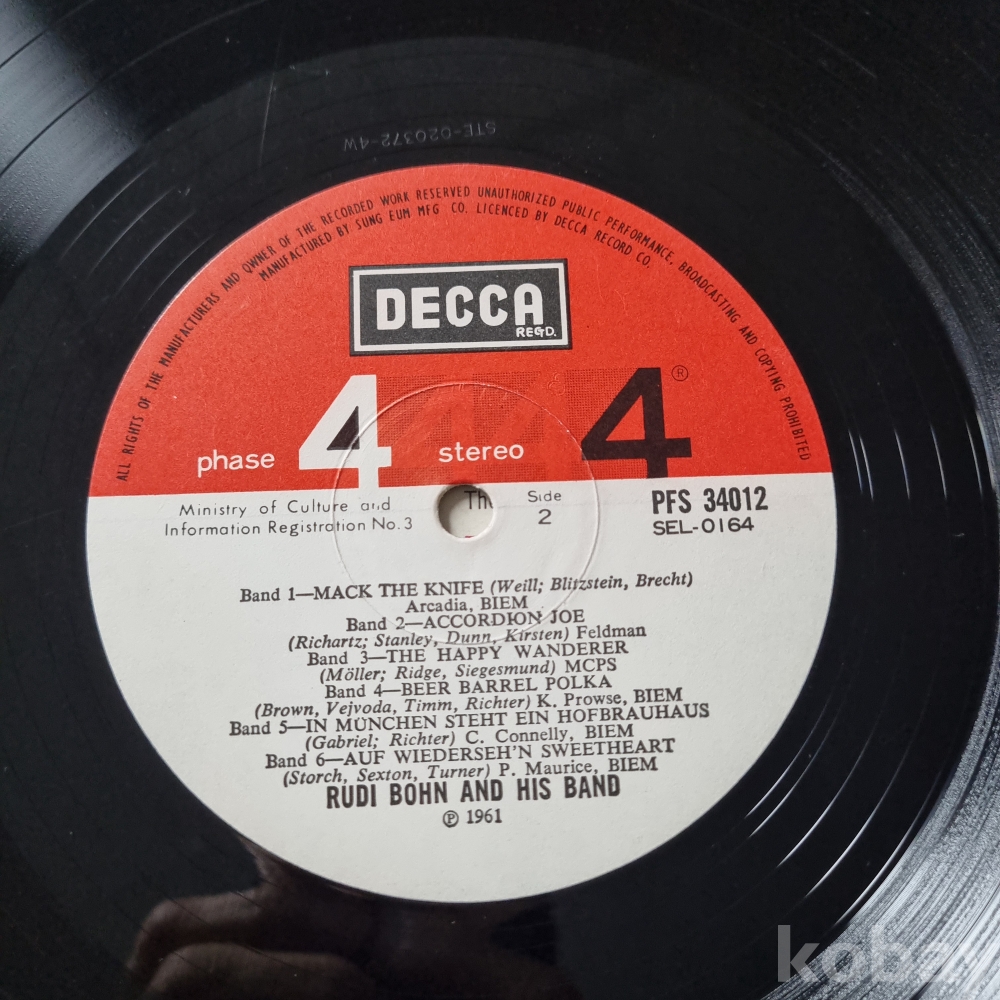 STE-020372-4W
ALL RIGHTS OF THE MANUFACTURERS AND OWNER OF THE RECORDED WORK RESERVED UNAUTHORIZED PUBLIC PERFORMANCE, BROADCASTING AND COPYING PROHIBITED
MANUFACTURED BY SUNG EUM MFG CO. LICENCED BY DECCA RECORD CO.
DECCA
REGD.
phase 4 stereo 4 ®
Ministry of Culture and
Information Registration No. 3
Side
2
PFS 34012
SEL-0164
Band 1—MACK THE KNIFE (Weill; Blitzstein, Brecht)
Arcadia, BIEM
Band 2—ACCORDION JOE
(Richartz; Stanley, Dunn, Kirsten) Feldman
Band 3—THE HAPPY WANDERER
(Möller; Ridge, Siegesmund) MCPS
Band 4—BEER BARREL POLKA
(Brown, Vejvoda, Timm, Richter) K. Prowse, BIEM
Band 5—IN MÜNCHEN STEHT EIN HOFBRAUHAUS
(Gabriel; Richter) C. Connelly, BIEM
Band 6—AUF WIEDERSEH'N SWEETHEART
(Storch, Sexton, Turner) P. Maurice, BIEM
RUDI BOHN AND HIS BAND
℗ 1961